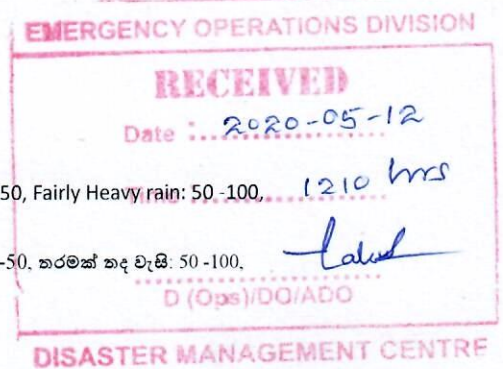 EMERGENCY OPERATIONS DIVISION
RECEIVED
Date : 2020-05-12
50, Fairly Heavy rain: 50 -100,
Time 1210 hrs
-50, තරමක් තද වැසි: 50 -100,
D (Ops)/DO/ADO
DISASTER MANAGEMENT CENTRE